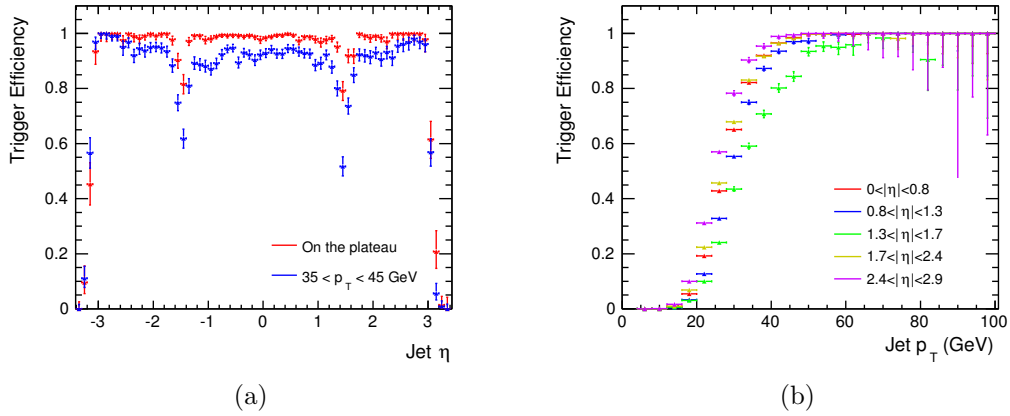 Trigger Efficiency
1
0.8
0.6
0.4
0.2
0
On the plateau
35 < p_T < 45 GeV
-3 -2 -1 0 1 2 3
Jet η
(a)
Trigger Efficiency
1
0.8
0.6
0.4
0.2
0
0<|η|<0.8
0.8<|η|<1.3
1.3<|η|<1.7
1.7<|η|<2.4
2.4<|η|<2.9
0 20 40 60 80 100
Jet p_T (GeV)
(b)